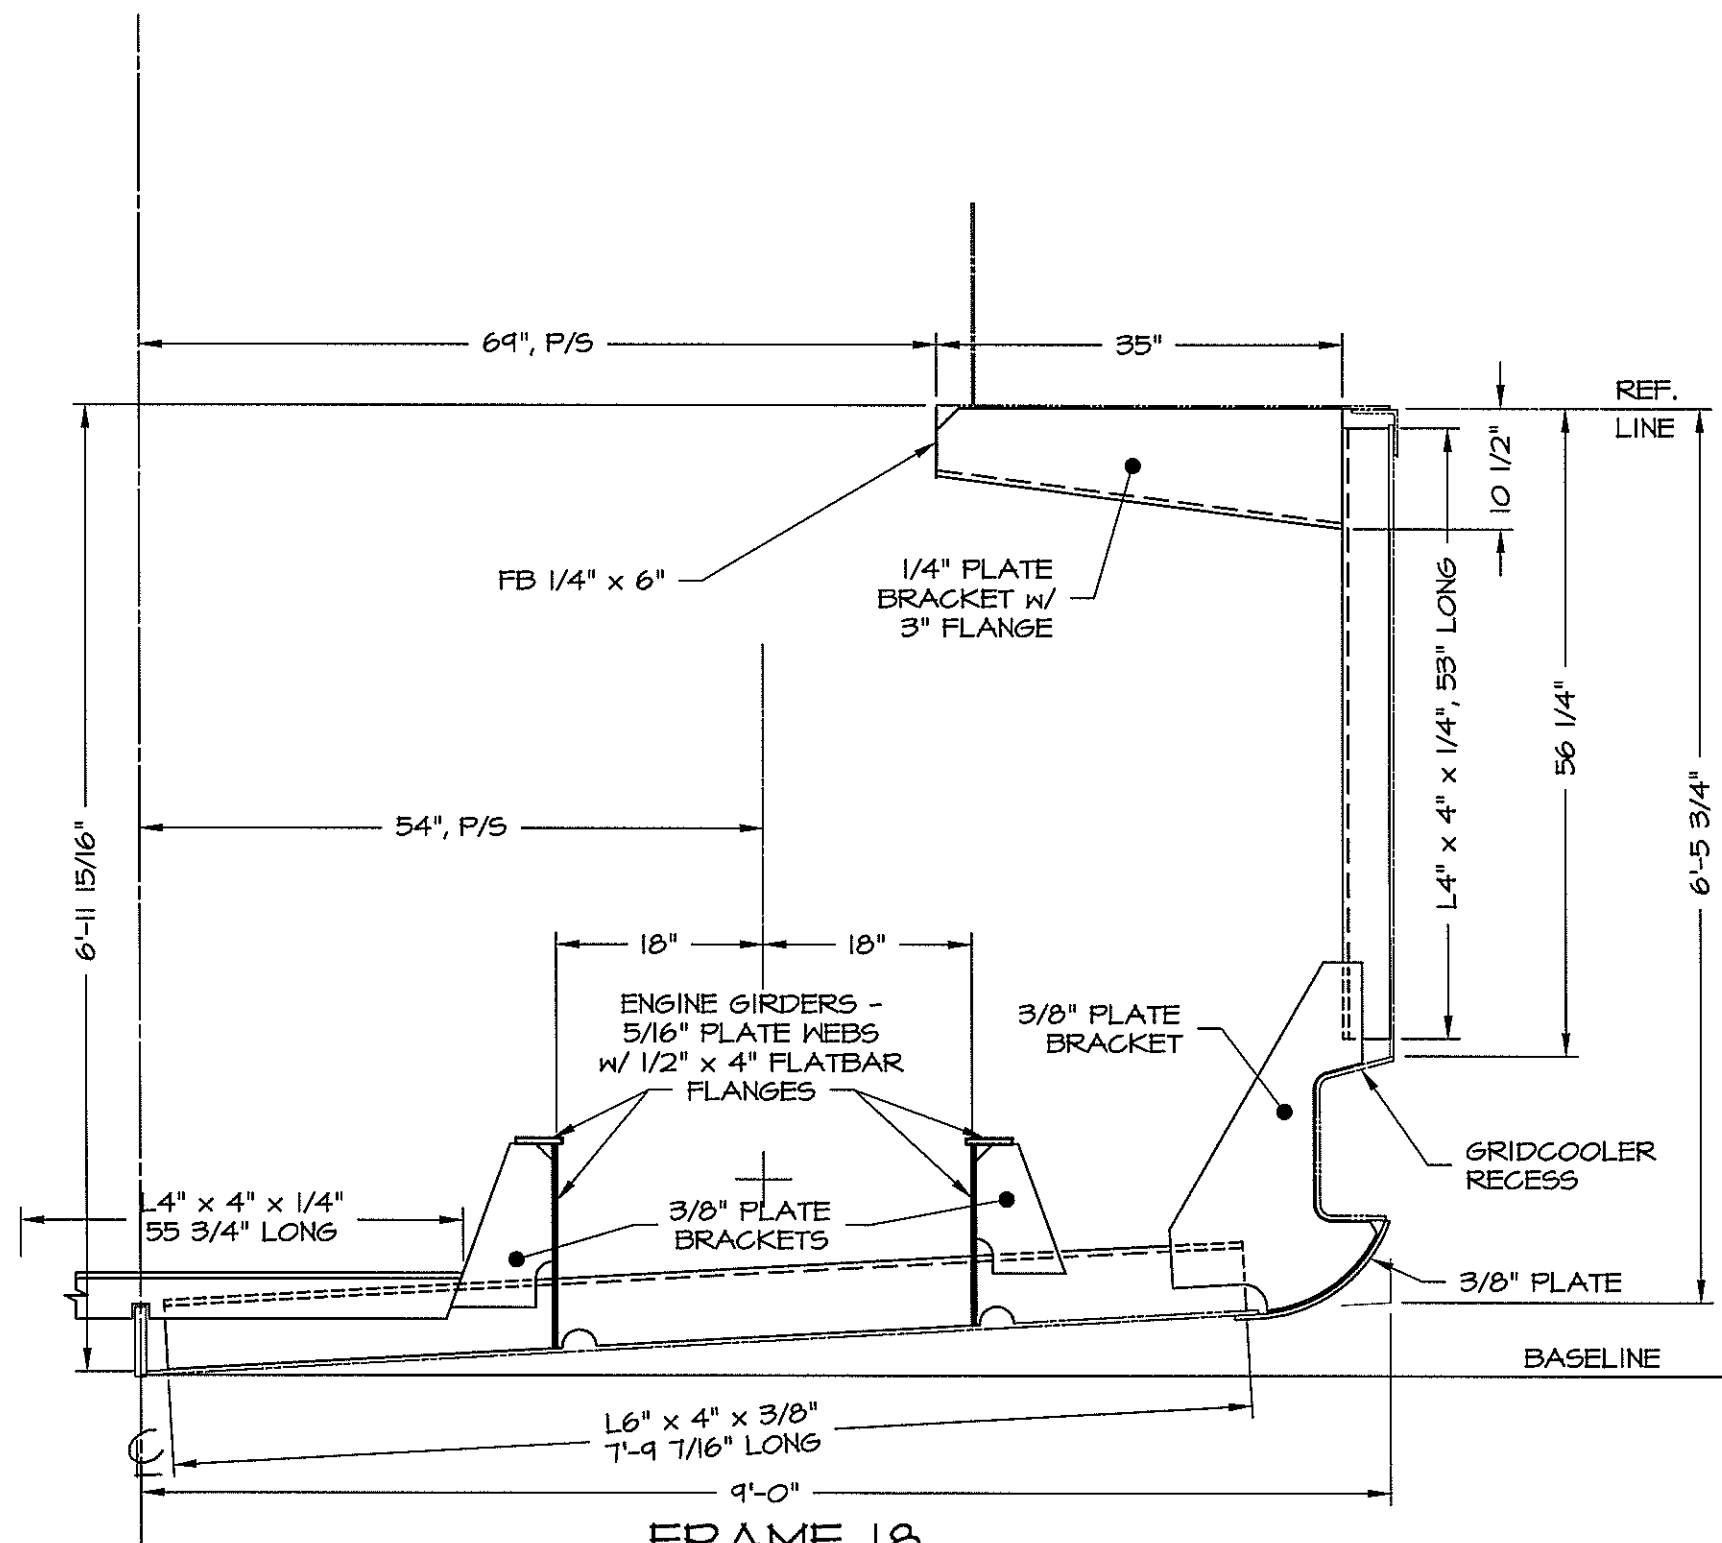 69", P/S
35"
REF.
LINE
10 1/2"
FB 1/4" x 6"
1/4" PLATE
BRACKET W/
3" FLANGE
L4" x 4" x 1/4", 53" LONG
56 1/4"
6'-5 3/4"
54", P/S
6'-11 15/16"
18"
18"
ENGINE GIRDERS -
5/16" PLATE WEBS
W/ 1/2" x 4" FLATBAR
FLANGES
3/8" PLATE
BRACKET
GRIDCOOLER
RECESS
L4" x 4" x 1/4"
55 3/4" LONG
3/8" PLATE
BRACKETS
3/8" PLATE
BASELINE
L6" x 4" x 3/8"
7'-9 7/16" LONG
CL
9'-0"
FRAME 18